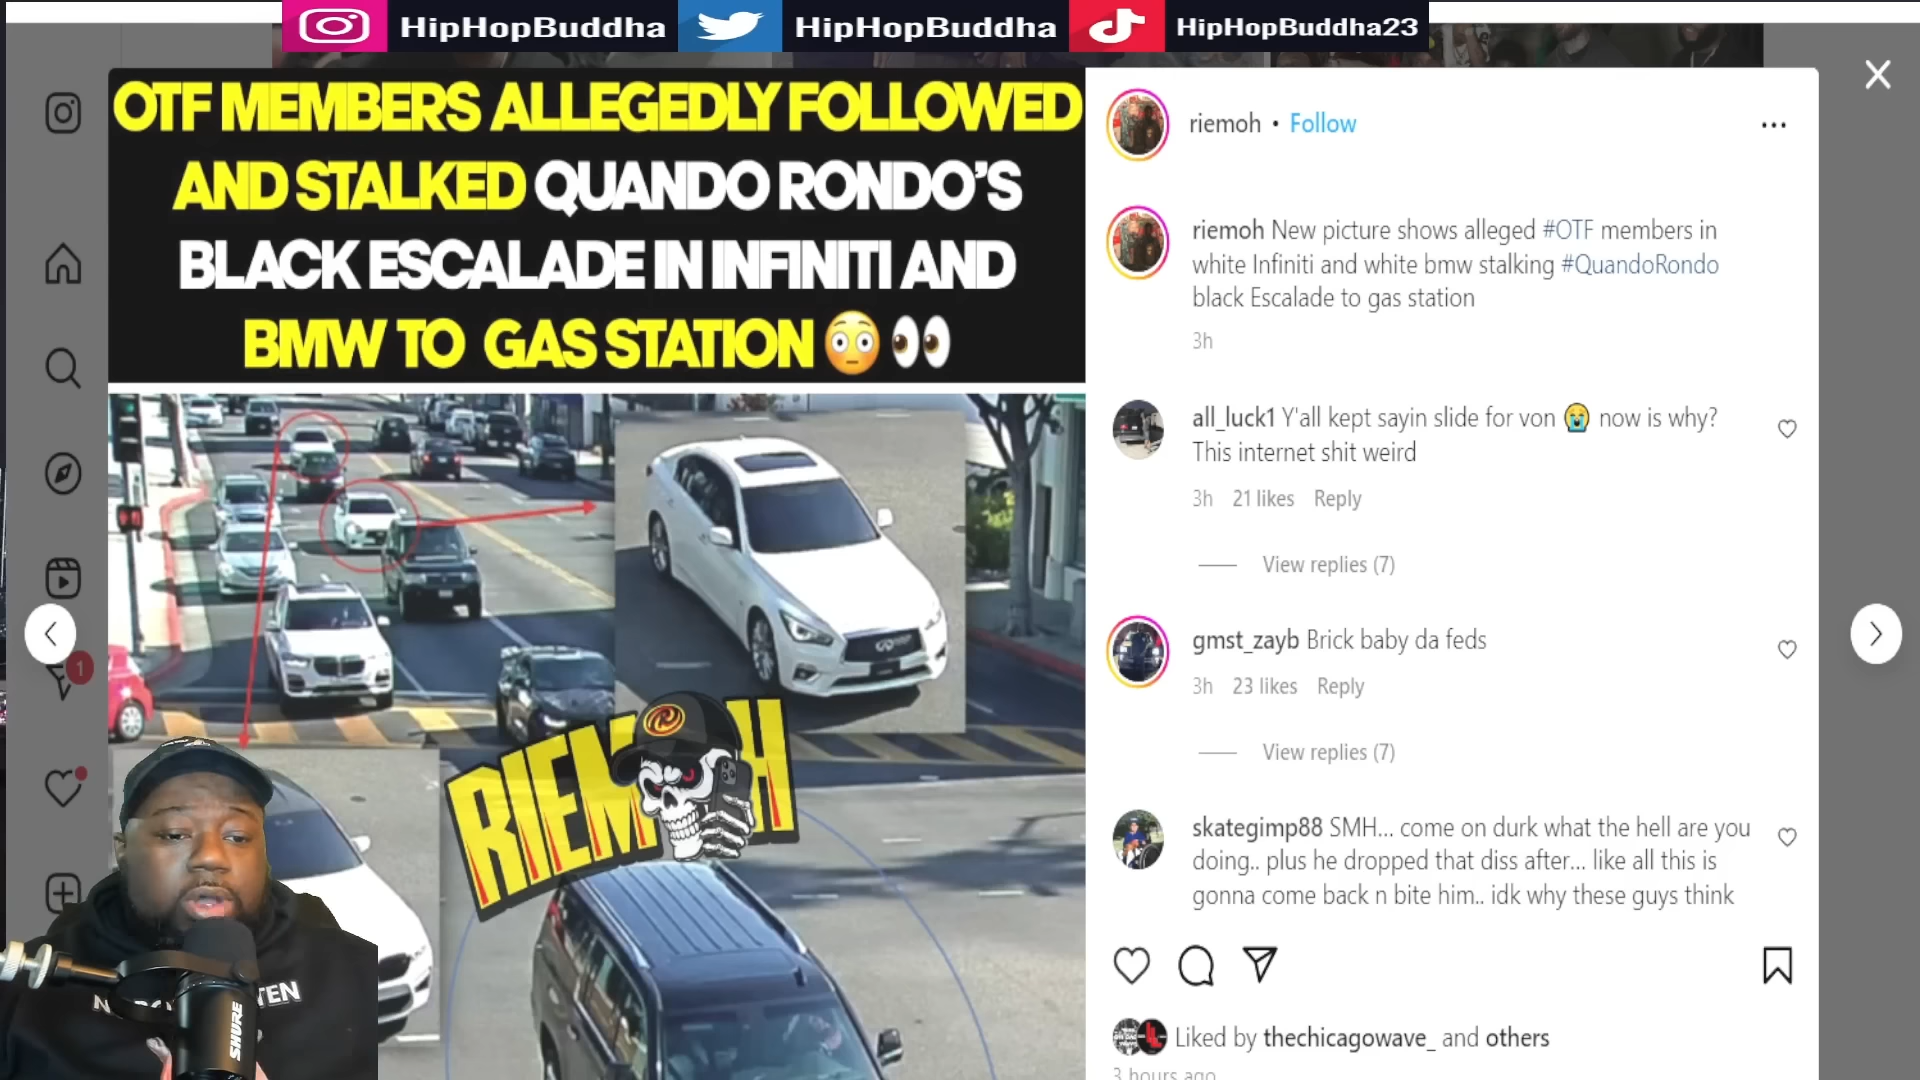 HipHopBuddha HipHopBuddha HipHopBuddha23
OTF MEMBERS ALLEGEDLY FOLLOWED
AND STALKED QUANDO RONDO'S
BLACK ESCALADE IN INFINITI AND
BMW TO GAS STATION 😳👀
RIEM H
1
SHURE
riemoh • Follow
riemoh New picture shows alleged #OTF members in
white Infiniti and white bmw stalking #QuandoRondo
black Escalade to gas station
3h
all_luck1 Y'all kept sayin slide for von 😭 now is why?
This internet shit weird
3h 21 likes Reply
View replies (7)
gmst_zayb Brick baby da feds
3h 23 likes Reply
View replies (7)
skategimp88 SMH... come on durk what the hell are you
doing.. plus he dropped that diss after... like all this is
gonna come back n bite him.. idk why these guys think
Liked by thechicagowave_ and others
3 hours ago